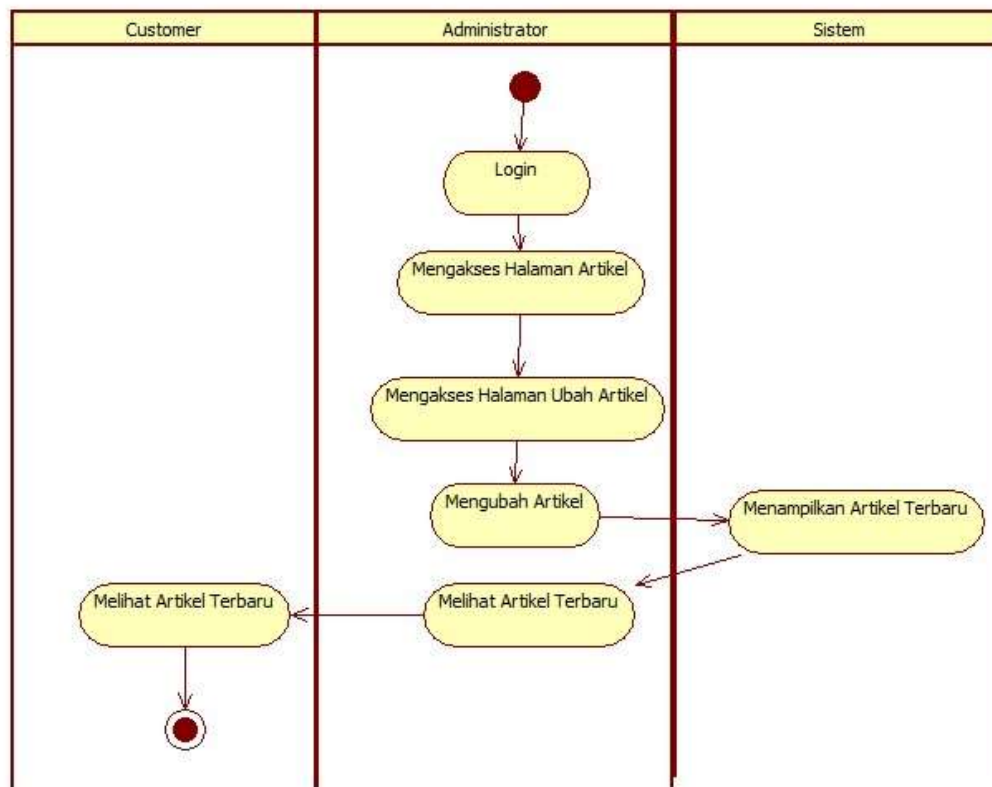 Customer
Administrator
Sistem
Login
Mengakses Halaman Artikel
Mengakses Halaman Ubah Artikel
Mengubah Artikel
Menampilkan Artikel Terbaru
Melihat Artikel Terbaru
Melihat Artikel Terbaru